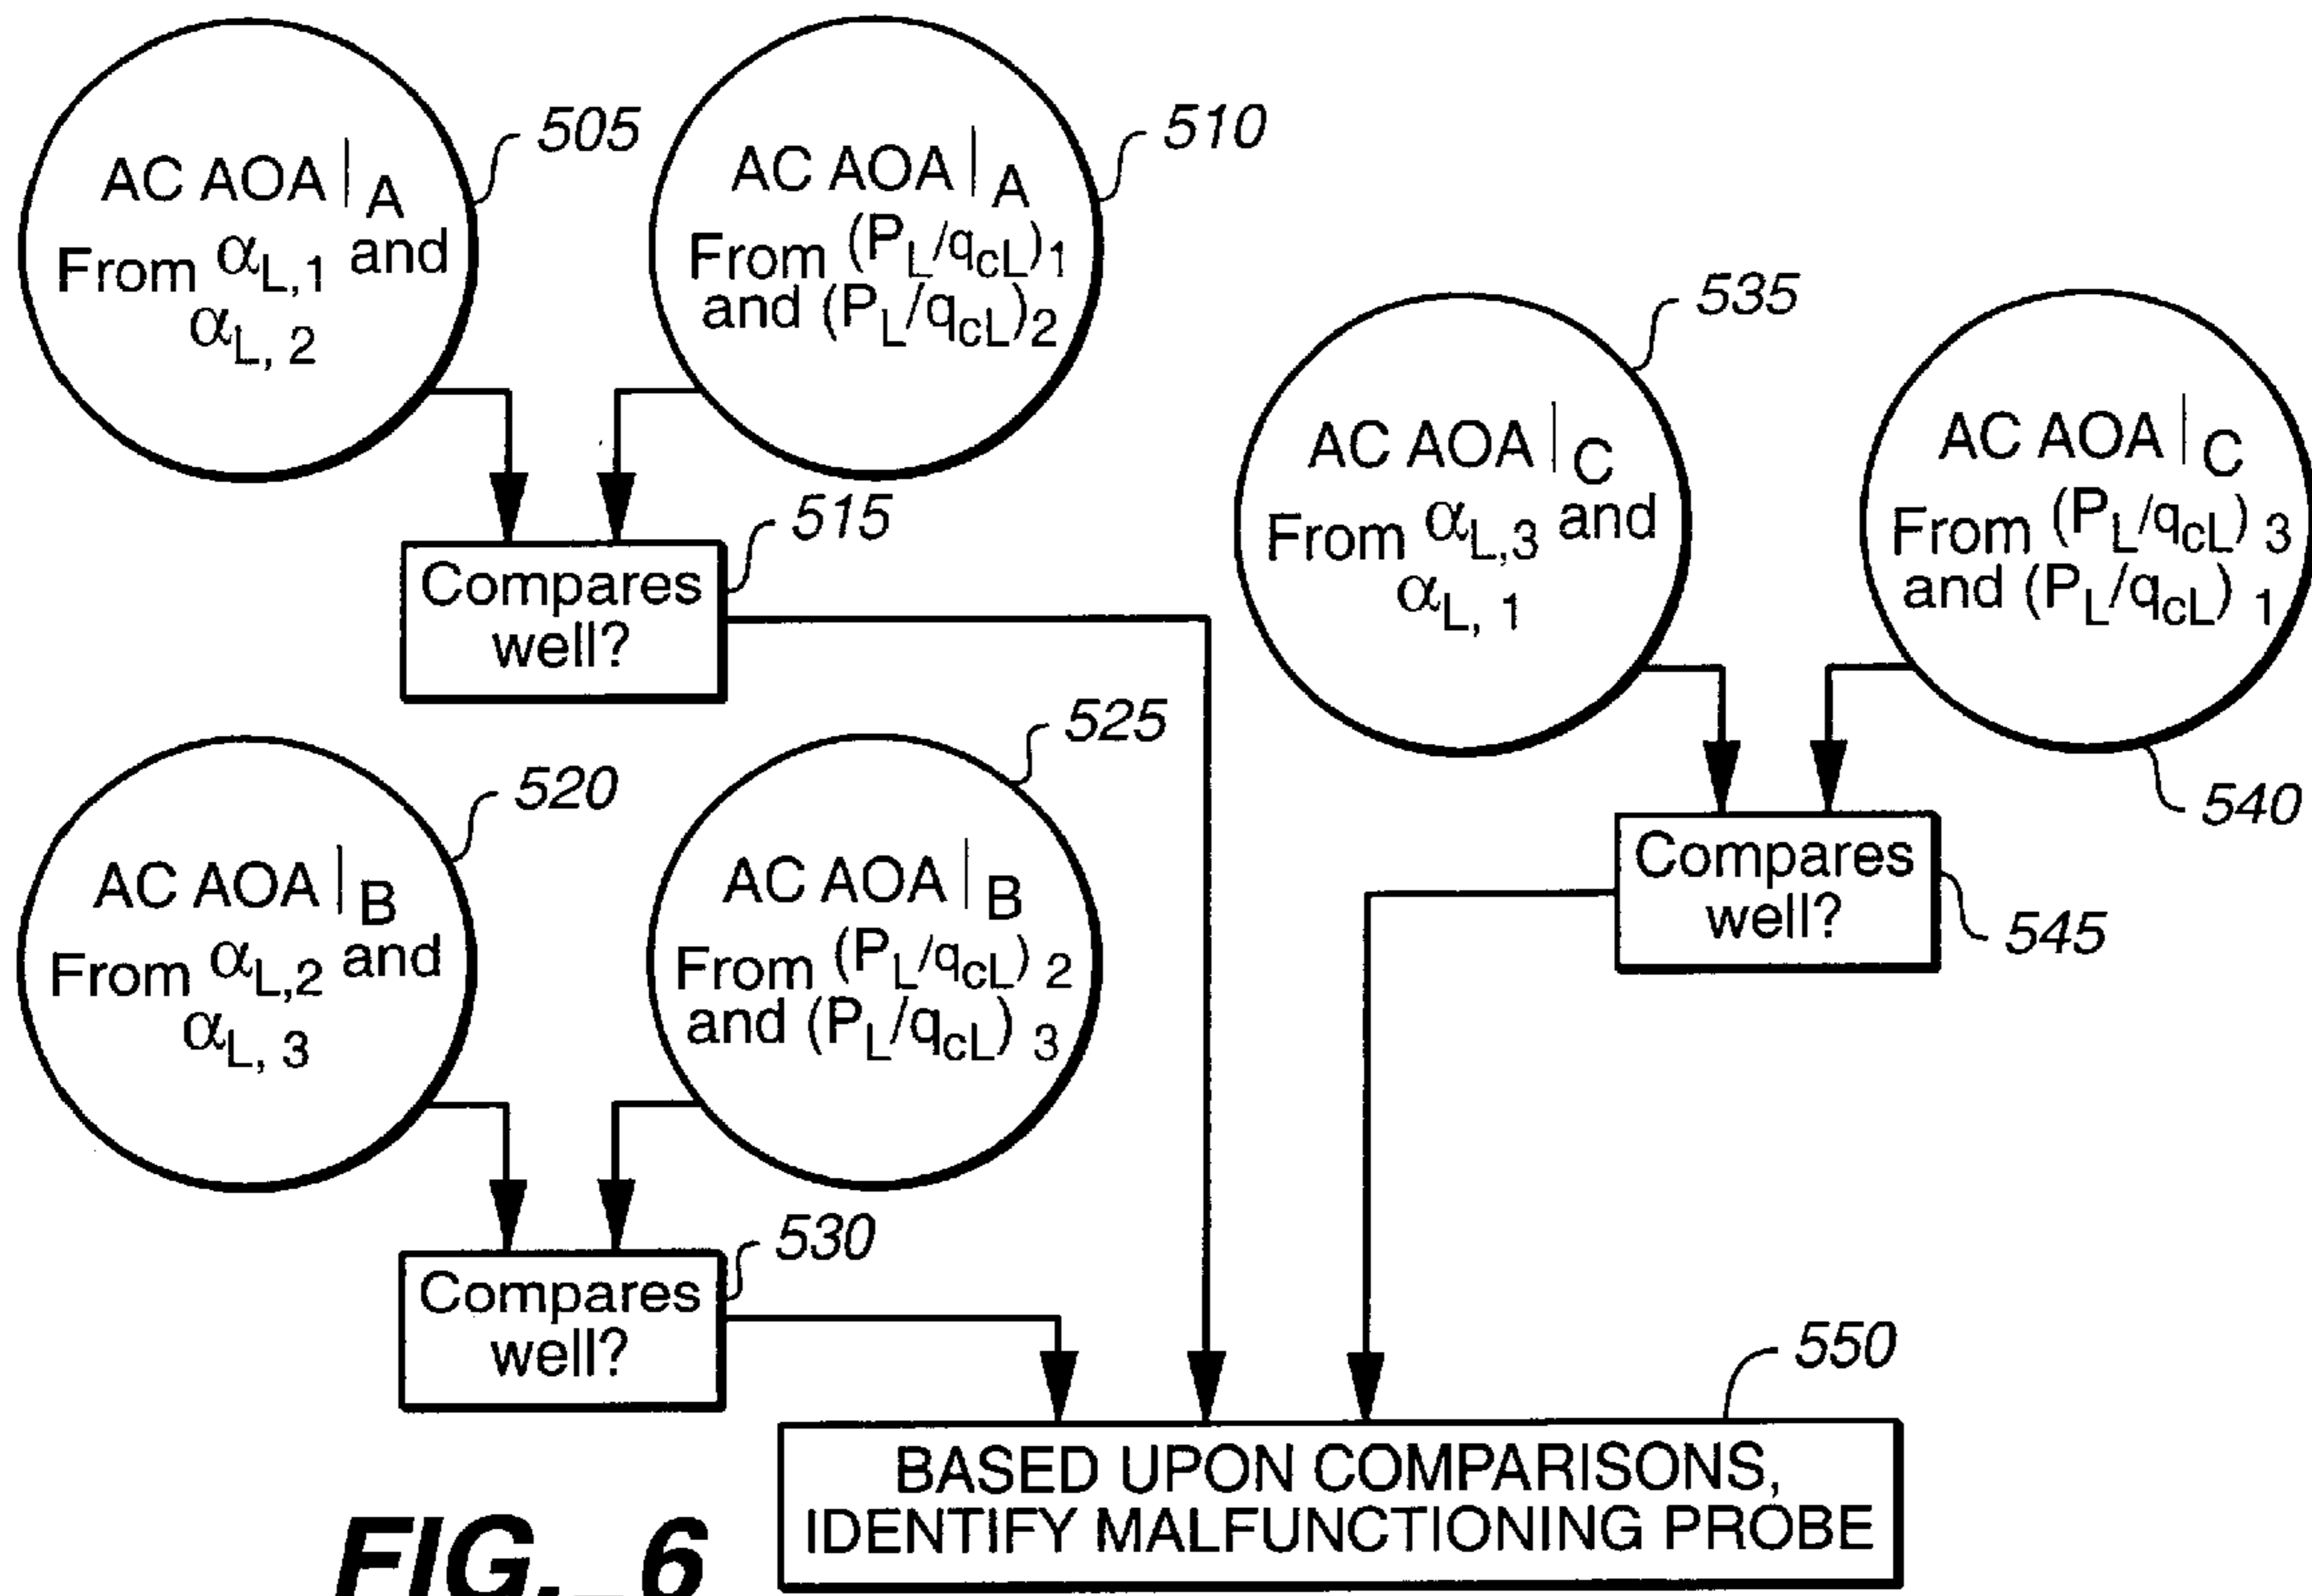 AC AOA |A
From αL,1 and
αL, 2
505
AC AOA |A
From (PL/qcL)1
and (PL/qcL)2
510
Compares
well?
515
AC AOA |C
From αL,3 and
αL, 1
535
AC AOA |C
From (PL/qcL) 3
and (PL/qcL) 1
540
Compares
well?
545
AC AOA |B
From αL,2 and
αL, 3
520
AC AOA |B
From (PL/qcL) 2
and (PL/qcL) 3
525
Compares
well?
530
550
BASED UPON COMPARISONS,
IDENTIFY MALFUNCTIONING PROBE
FIG._6